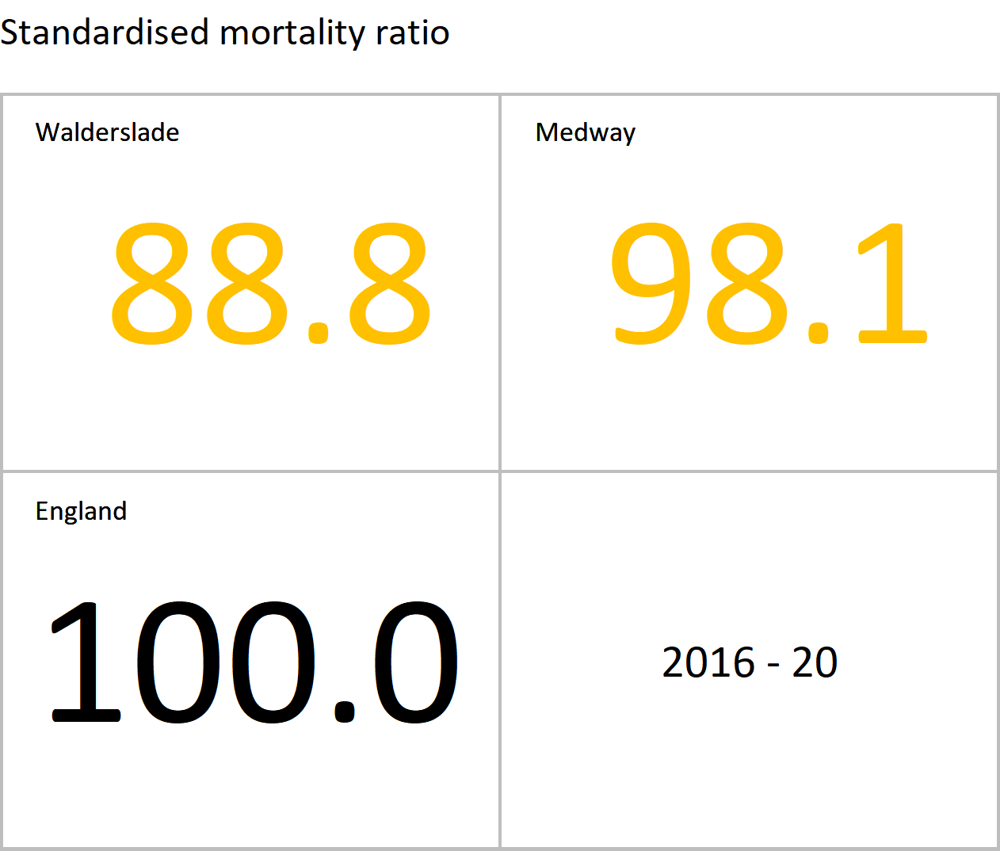 Standardised mortality ratio
Walderslade
88.8
Medway
98.1
England
100.0
2016 - 20